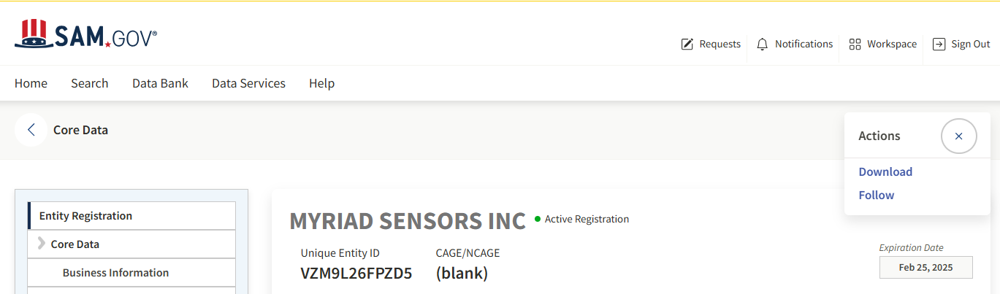 SAM.GOV®
Requests Notifications Workspace Sign Out
Home Search Data Bank Data Services Help
Core Data
Actions
Download
Follow
Entity Registration
Core Data
Business Information
MYRIAD SENSORS INC Active Registration
Unique Entity ID CAGE/NCAGE
VZM9L26FPZD5 (blank)
Expiration Date
Feb 25, 2025